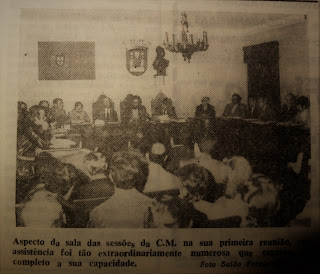 Aspecto da sala das sessões da C.M. na sua primeira reunião,
assistência foi tão extraordinariamente numerosa que
completo a sua capacidade. Foto Beleza